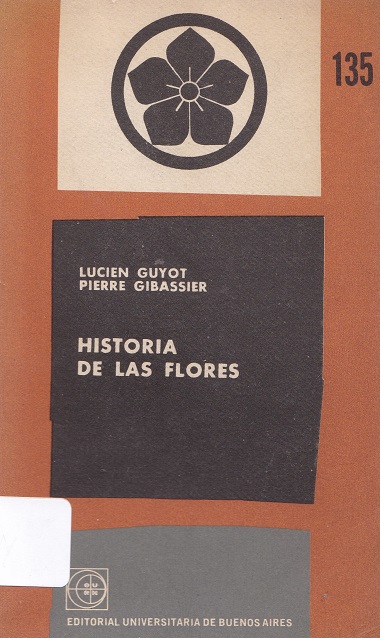 135
LUCIEN GUYOT
PIERRE GIBASSIER
HISTORIA
DE LAS FLORES
EDITORIAL UNIVERSITARIA DE BUENOS AIRES